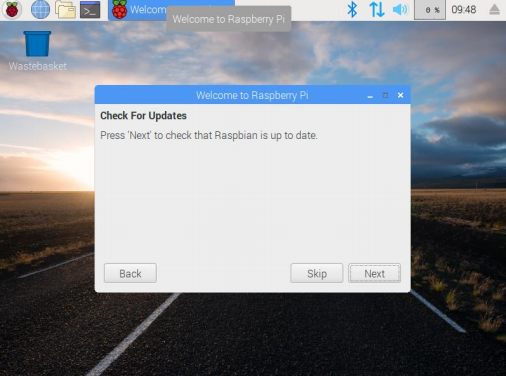 Welcom
Welcome to Raspberry Pi
0 %
09:48
Wastebasket
Welcome to Raspberry Pi
Check For Updates
Press 'Next' to check that Raspbian is up to date.
Back
Skip
Next